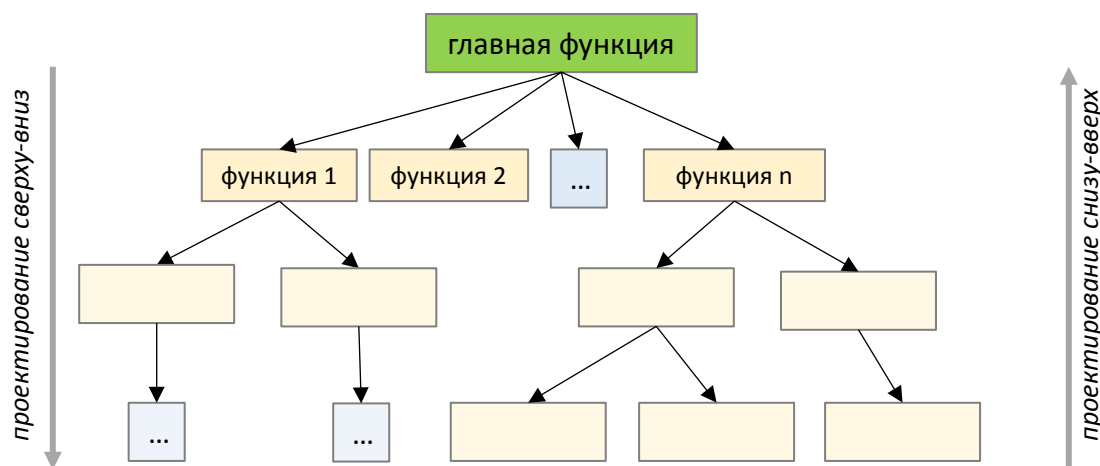 главная функция
проектирование сверху-вниз
проектирование снизу-вверх
функция 1
функция 2
...
функция n
...
...